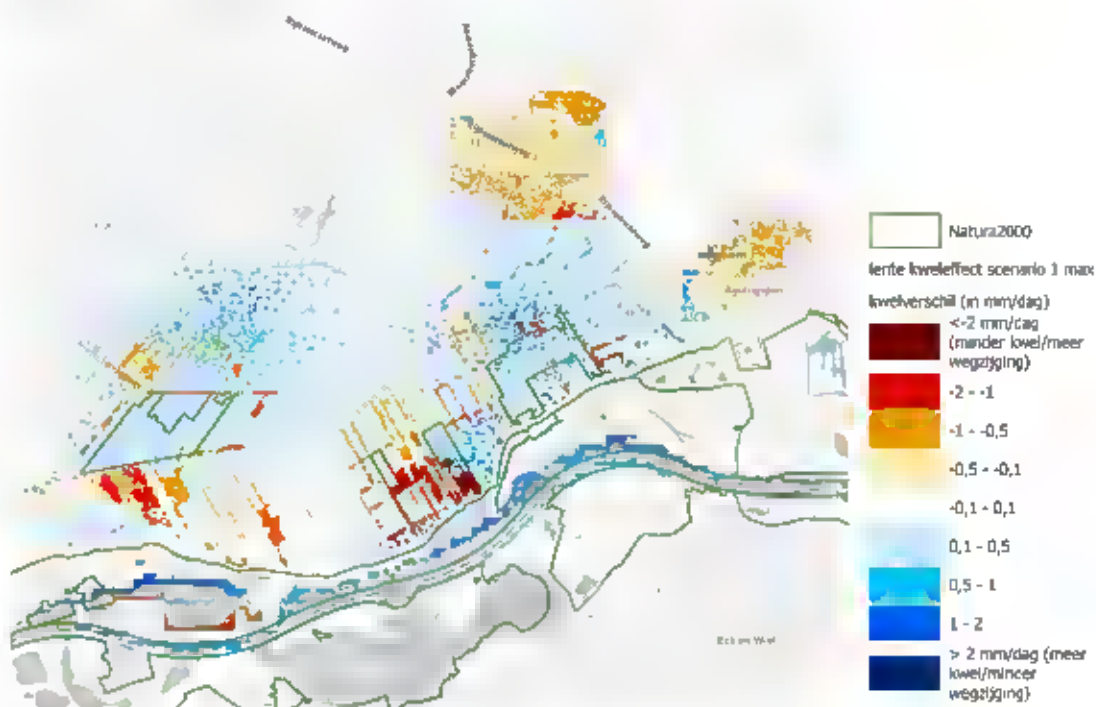 Natura2000
lente kweleffect scenario 1 max
kwelverschil (in mm/dag)
<-2 mm/dag
(minder kwel/meer
wegzijging)
-2 - -1
-1 - -0,5
-0,5 - -0,1
-0,1 - 0,1
0,1 - 0,5
0,5 - 1
1 - 2
> 2 mm/dag (meer
kwel/mincer
wegzijging)